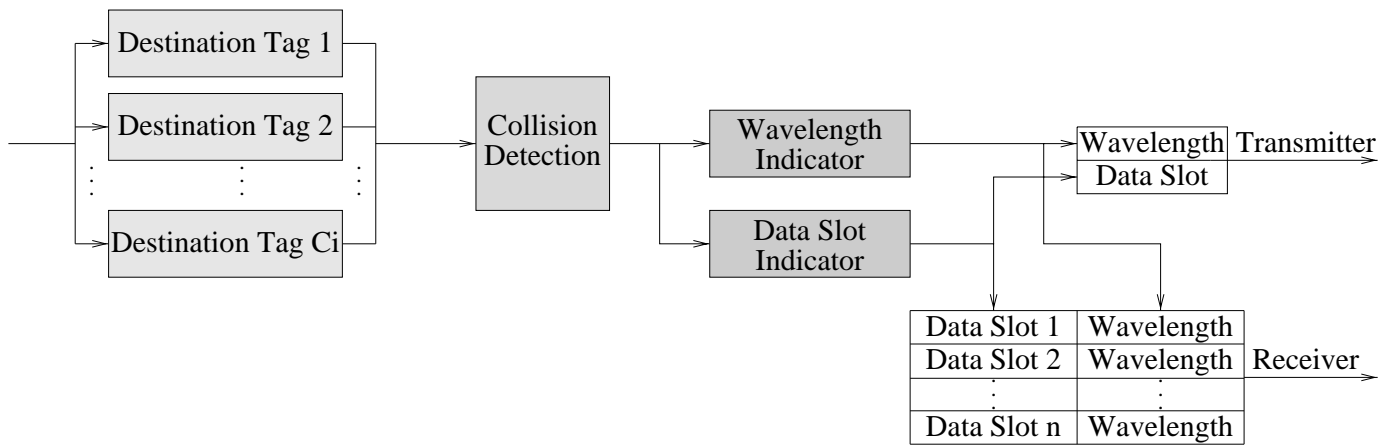 Destination Tag 1
Destination Tag 2
Destination Tag Ci
Collision
Detection
Wavelength
Indicator
Data Slot
Indicator
Wavelength
Data Slot
Transmitter
Data Slot 1 Wavelength
Data Slot 2 Wavelength
Data Slot n Wavelength
Receiver